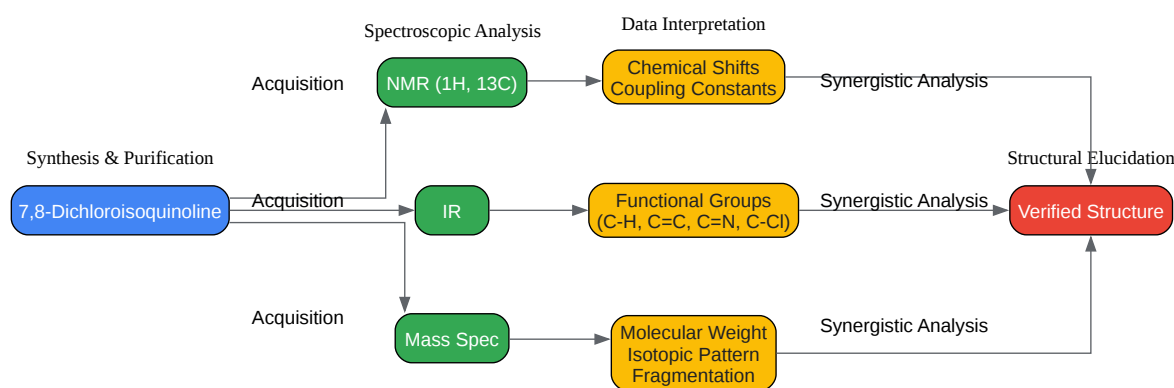 Spectroscopic Analysis
Data Interpretation
Acquisition
NMR (1H, 13C)
Chemical Shifts
Coupling Constants
Synergistic Analysis
Synthesis & Purification
Structural Elucidation
7,8-Dichloroisoquinoline
Acquisition
IR
Functional Groups
(C-H, C=C, C=N, C-Cl)
Synergistic Analysis
Verified Structure
Acquisition
Mass Spec
Molecular Weight
Isotopic Pattern
Fragmentation
Synergistic Analysis